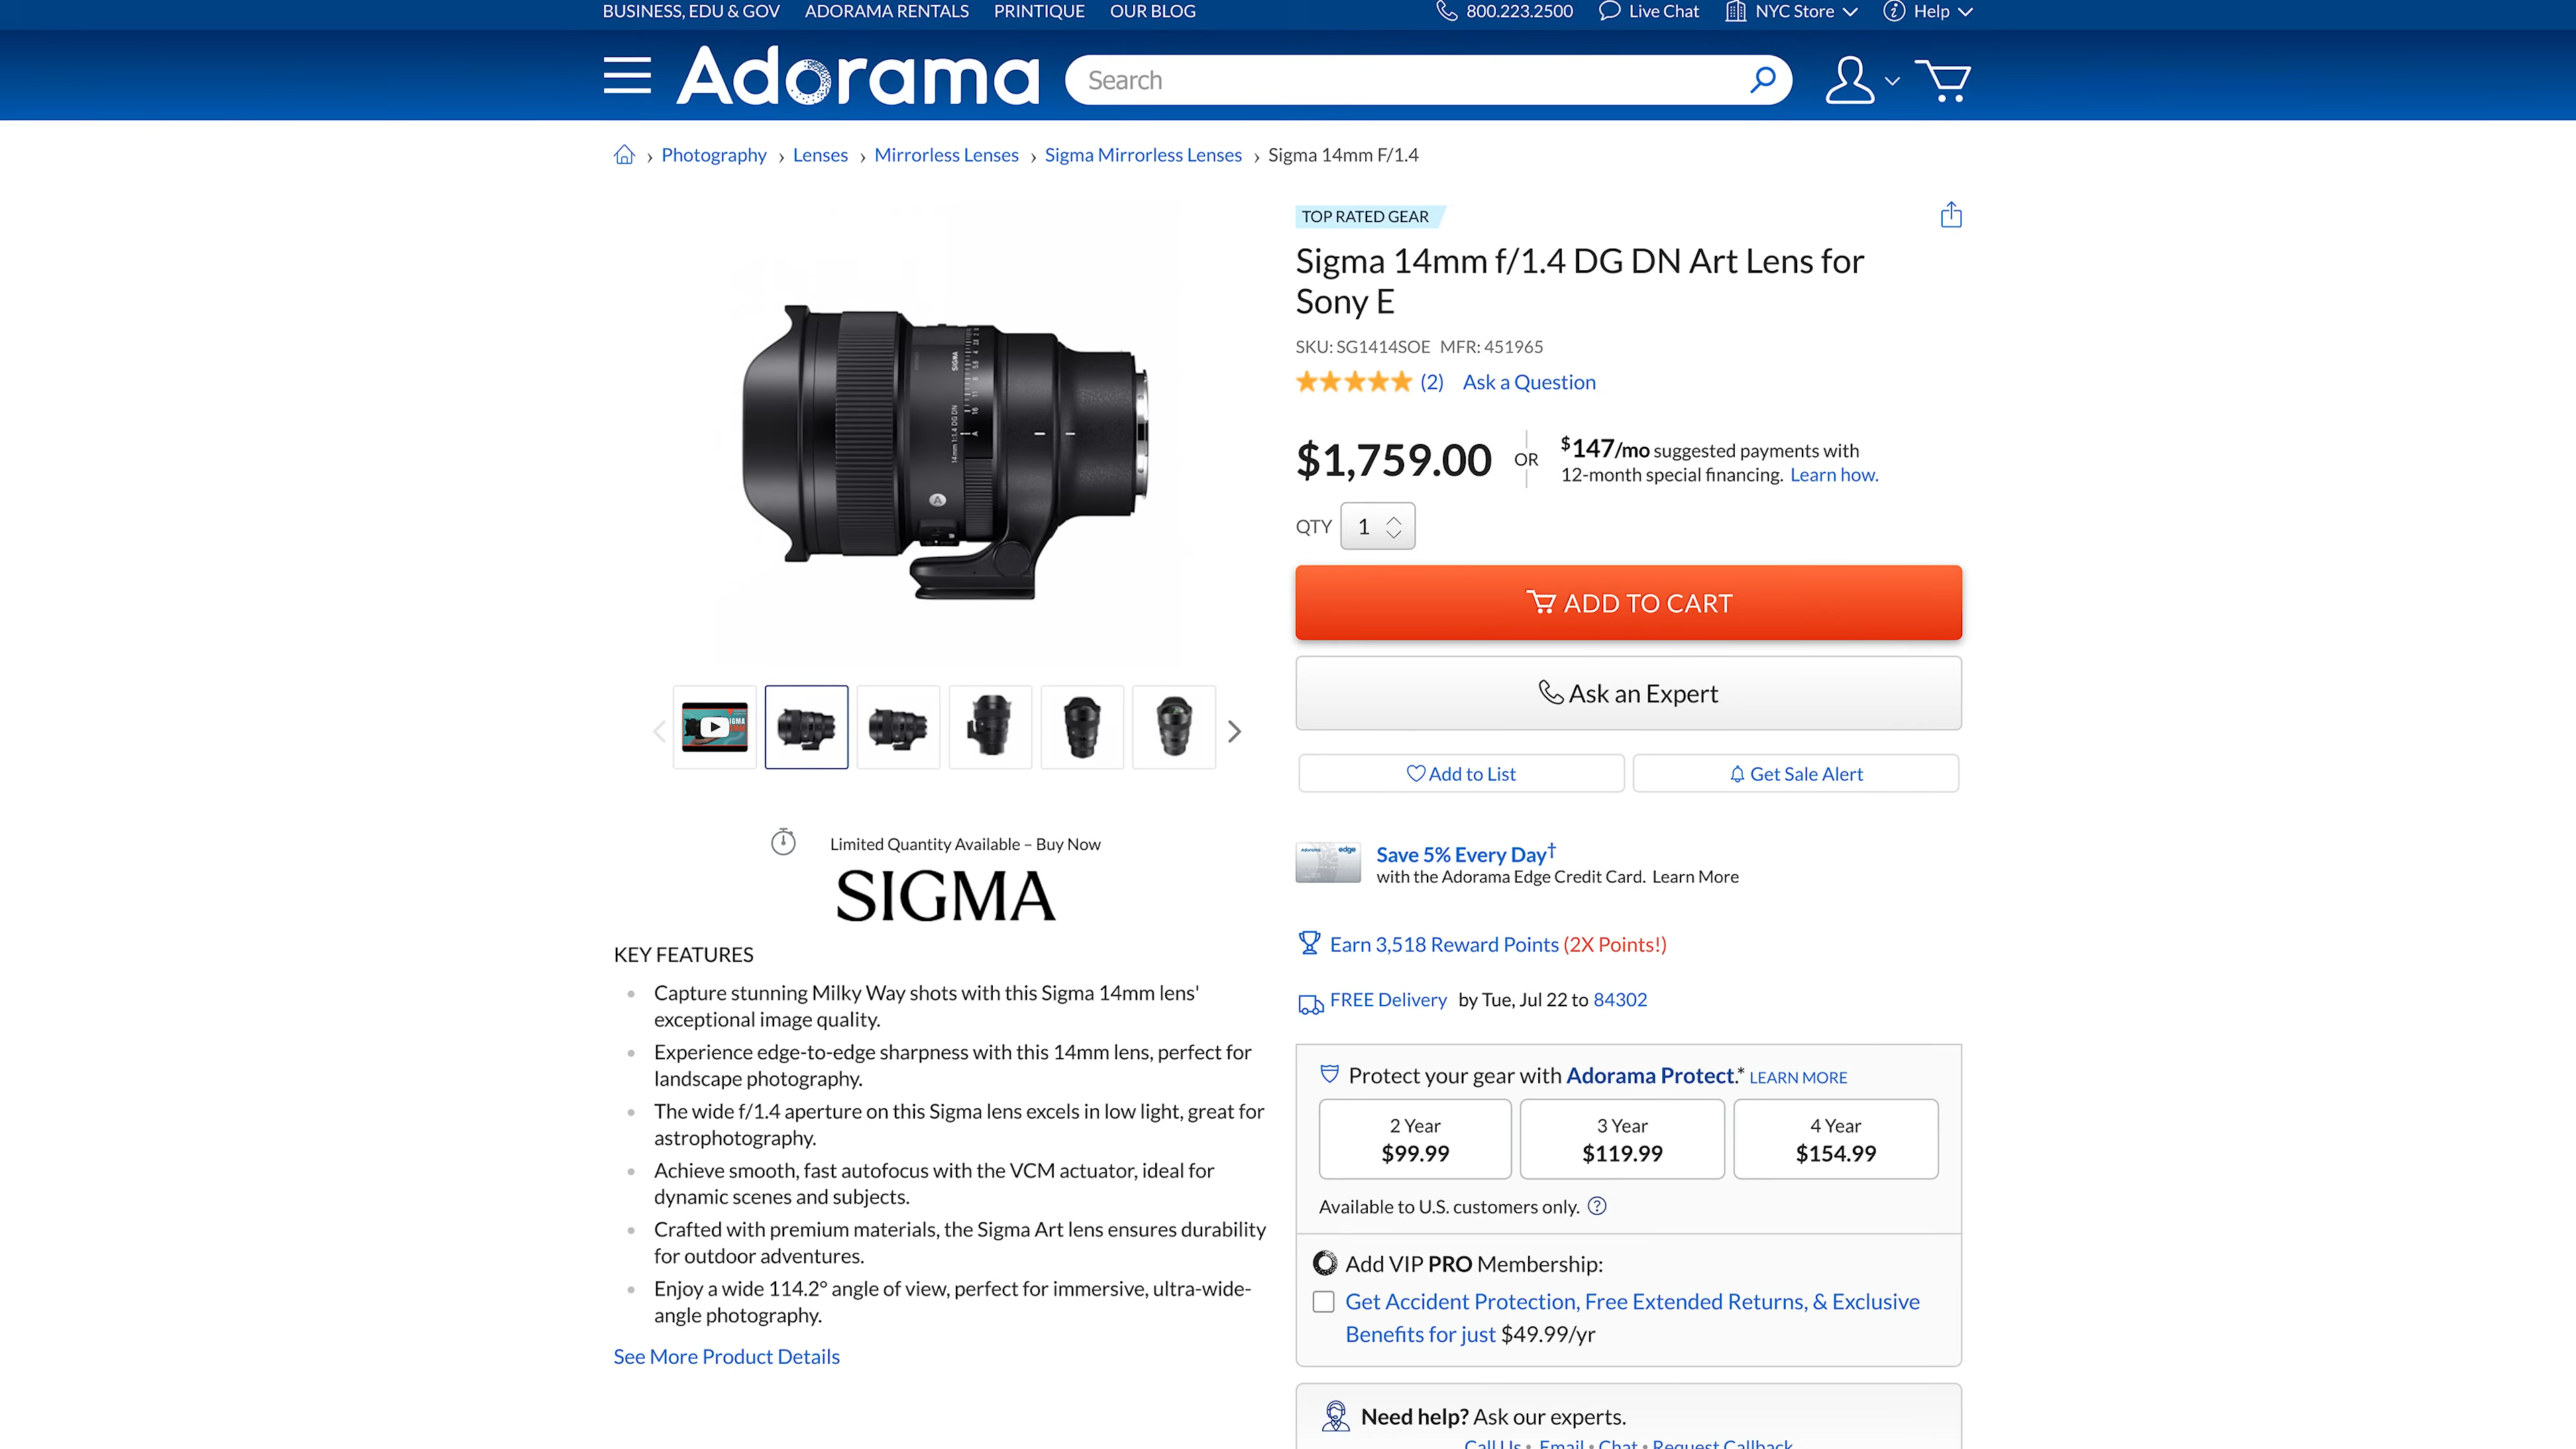 BUSINESS, EDU & GOV ADORAMA RENTALS PRINTIQUE OUR BLOG 800.223.2500 Live Chat NYC Store Help
Adorama Search
Photography › Lenses › Mirrorless Lenses › Sigma Mirrorless Lenses › Sigma 14mm F/1.4
TOP RATED GEAR
Sigma 14mm f/1.4 DG DN Art Lens for
Sony E
SKU: SG1414SOE MFR: 451965
(2) Ask a Question
$1,759.00 OR $147/mo suggested payments with
12-month special financing. Learn how.
QTY 1
ADD TO CART
Ask an Expert
Add to List Get Sale Alert
Limited Quantity Available – Buy Now
SIGMA
KEY FEATURES
Capture stunning Milky Way shots with this Sigma 14mm lens'
exceptional image quality.
Experience edge-to-edge sharpness with this 14mm lens, perfect for
landscape photography.
The wide f/1.4 aperture on this Sigma lens excels in low light, great for
astrophotography.
Achieve smooth, fast autofocus with the VCM actuator, ideal for
dynamic scenes and subjects.
Crafted with premium materials, the Sigma Art lens ensures durability
for outdoor adventures.
Enjoy a wide 114.2° angle of view, perfect for immersive, ultra-wide-
angle photography.
See More Product Details
Adorama edge
Save 5% Every Day†
with the Adorama Edge Credit Card. Learn More
Earn 3,518 Reward Points (2X Points!)
FREE Delivery by Tue, Jul 22 to 84302
Protect your gear with Adorama Protect.* LEARN MORE
2 Year 3 Year 4 Year
$99.99 $119.99 $154.99
Available to U.S. customers only. ?
Add VIP PRO Membership:
Get Accident Protection, Free Extended Returns, & Exclusive
Benefits for just $49.99/yr
Need help? Ask our experts.
Call Us • Email • Chat • Request Callback